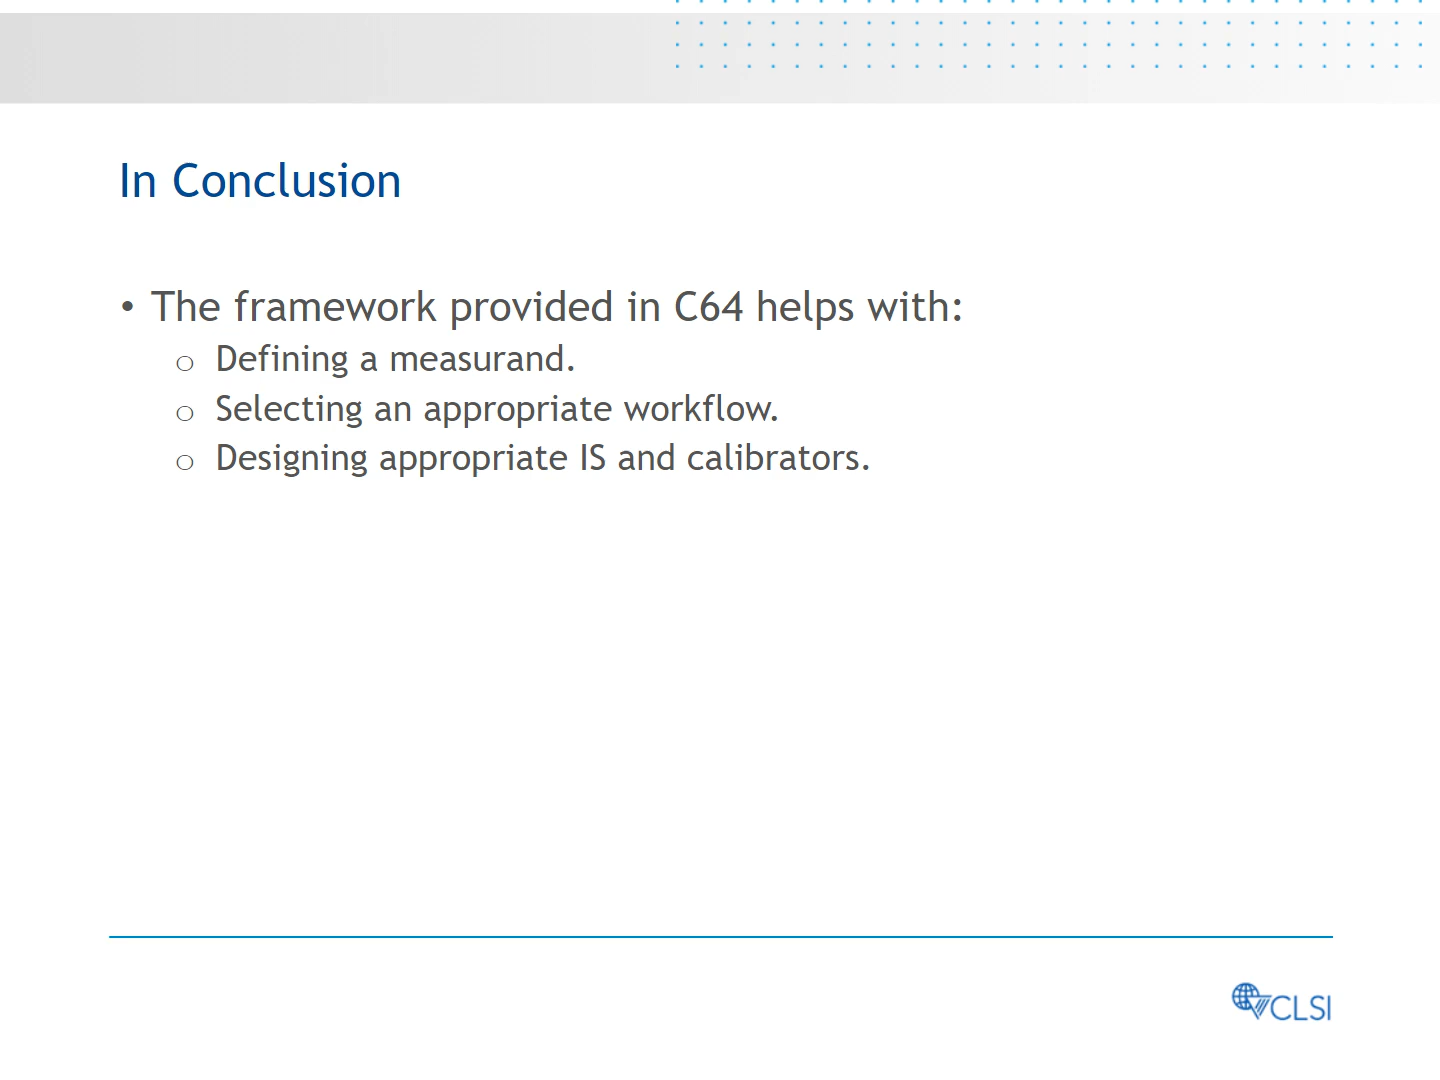 In Conclusion
• The framework provided in C64 helps with:
o Defining a measurand.
o Selecting an appropriate workflow.
o Designing appropriate IS and calibrators.
CLSI